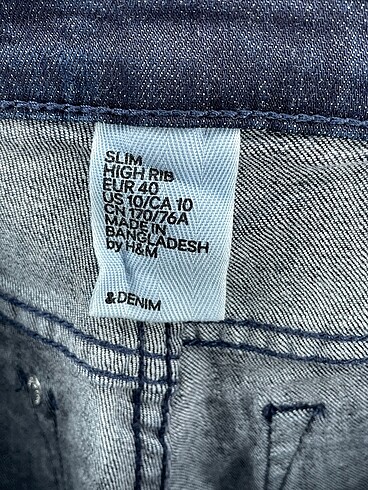 SLIM
HIGH RIB
EUR 40
US 10/CA 10
CN 170/76A
MADE IN
BANGLADESH
by H&M
&DENIM